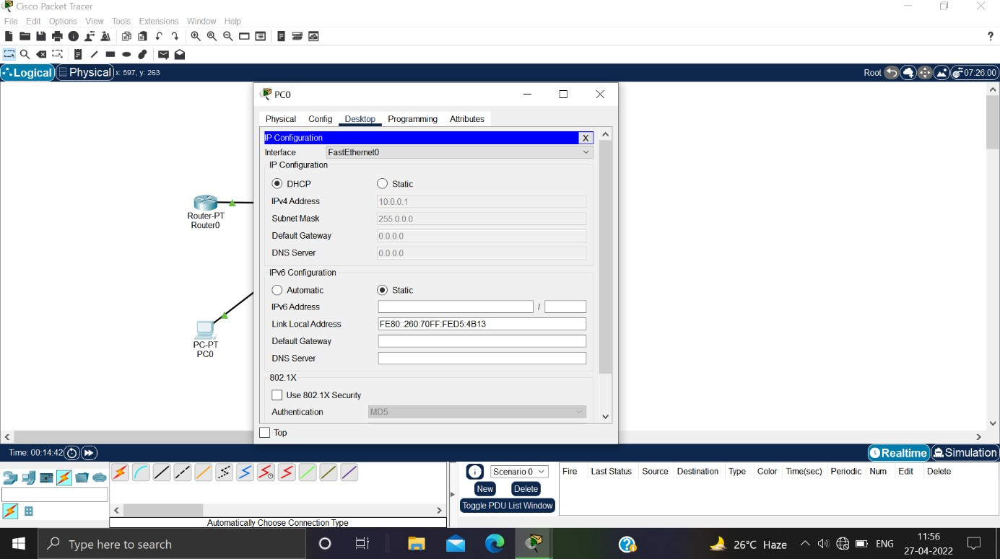 Cisco Packet Tracer
File Edit Options View Tools Extensions Window Help
?
Logical Physical x: 597, y: 263 Root 07:26:00
PC0
Physical Config Desktop Programming Attributes
IP Configuration X
Interface FastEthernet0
IP Configuration
DHCP Static
IPv4 Address 10.0.0.1
Subnet Mask 255.0.0.0
Default Gateway 0.0.0.0
DNS Server 0.0.0.0
IPv6 Configuration
Automatic Static
IPv6 Address /
Link Local Address FE80::260:70FF:FED5:4B13
Default Gateway
DNS Server
802.1X
Use 802.1X Security
Authentication MD5
Top
Router-PT
Router0
PC-PT
PC0
Time: 00:14:42 Realtime Simulation
Scenario 0 Fire Last Status Source Destination Type Color Time(sec) Periodic Num Edit Delete
New Delete
Toggle PDU List Window
Automatically Choose Connection Type
Type here to search 26°C Haze ENG 11:56
27-04-2022